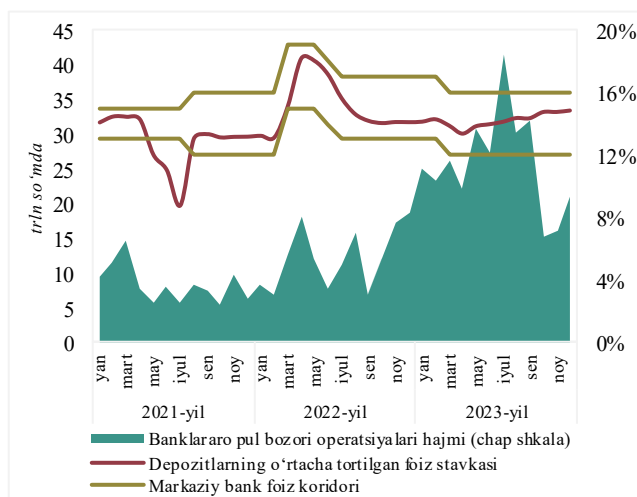 45
40
35
30
25
20
15
10
5
0
trln so'mda
20%
16%
12%
8%
4%
0%
yan
mart
may
iyul
sen
noy
yan
mart
may
iyul
sen
noy
yan
mart
may
iyul
sen
noy
2021-yil
2022-yil
2023-yil
Banklararo pul bozori operatsiyalari hajmi (chap shkala)
Depozitlarning o‘rtacha tortilgan foiz stavkasi
Markaziy bank foiz koridori